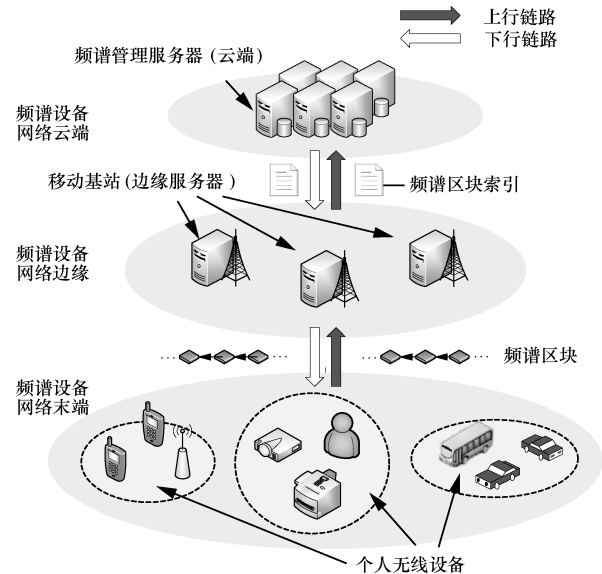 上行链路
下行链路
频谱管理服务器 (云端)
频谱设备
网络云端
移动基站 (边缘服务器 )
频谱区块索引
频谱设备
网络边缘
频谱区块
频谱设备
网络末端
个人无线设备